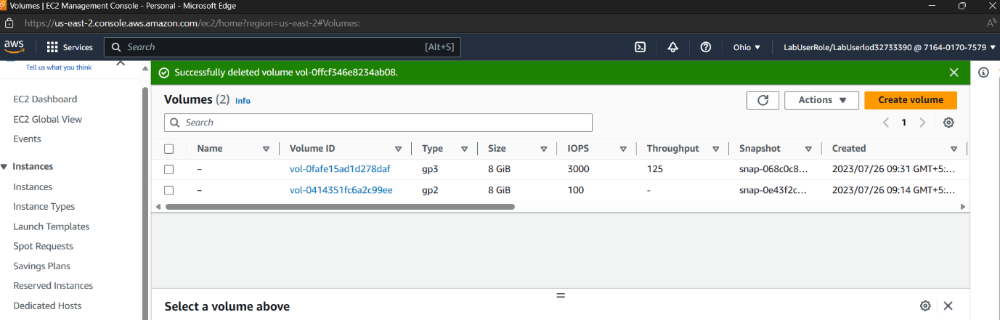 Volumes | EC2 Management Console - Personal - Microsoft Edge
https://us-east-2.console.aws.amazon.com/ec2/home?region=us-east-2#Volumes:
aws Services Search [Alt+S] Ohio LabUserRole/LabUserlod32733390 @ 7164-0170-7579
Tell us what you think
EC2 Dashboard
EC2 Global View
Events
Instances
Instances
Instance Types
Launch Templates
Spot Requests
Savings Plans
Reserved Instances
Dedicated Hosts
Successfully deleted volume vol-0ffcf346e8234ab08.
Volumes (2) Info Actions Create volume
Search 1
Name Volume ID Type Size IOPS Throughput Snapshot Created
– vol-0fafe15ad1d278daf gp3 8 GiB 3000 125 snap-068c0c8... 2023/07/26 09:31 GMT+5:...
– vol-0414351fc6a2c99ee gp2 8 GiB 100 - snap-0e43f2c... 2023/07/26 09:14 GMT+5:...
Select a volume above